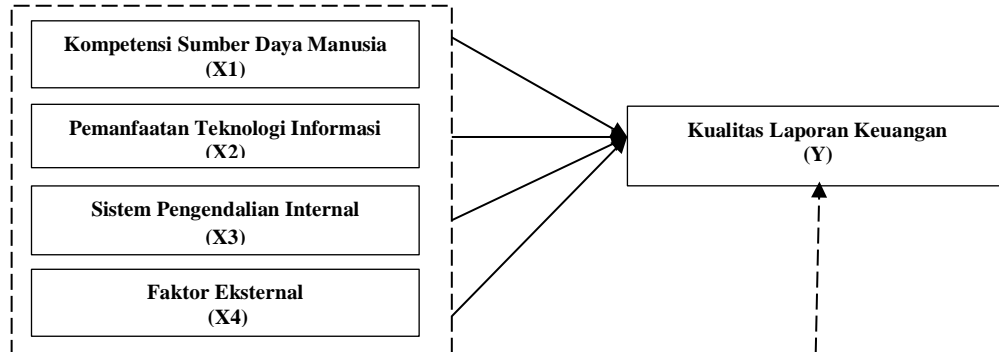 Kompetensi Sumber Daya Manusia
(X1)
Pemanfaatan Teknologi Informasi
(X2)
Sistem Pengendalian Internal
(X3)
Faktor Eksternal
(X4)
Kualitas Laporan Keuangan
(Y)